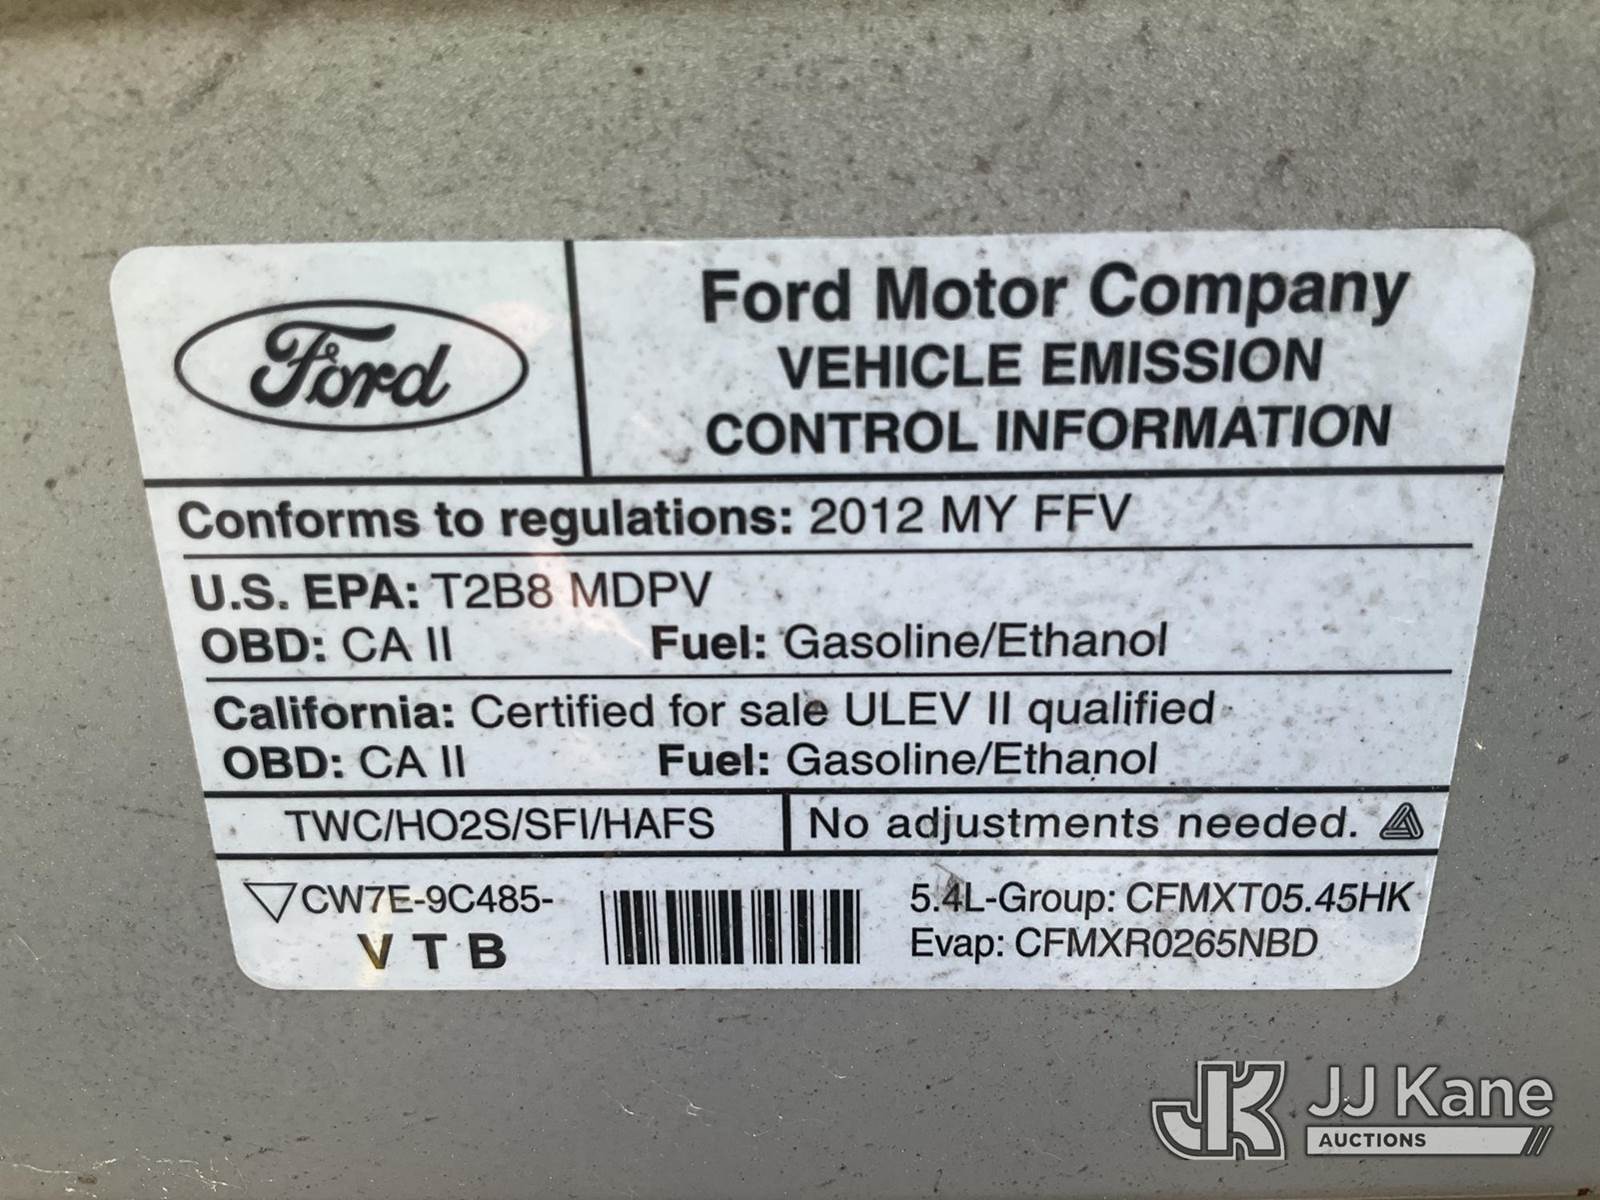 Ford
Ford Motor Company
VEHICLE EMISSION
CONTROL INFORMATION
Conforms to regulations: 2012 MY FFV
U.S. EPA: T2B8 MDPV
OBD: CA II Fuel: Gasoline/Ethanol
California: Certified for sale ULEV II qualified
OBD: CA II Fuel: Gasoline/Ethanol
TWC/HO2S/SFI/HAFS No adjustments needed.
CW7E-9C485-
V T B
5.4L-Group: CFMXT05.45HK
Evap: CFMXR0265NBD
JK JJ Kane
AUCTIONS